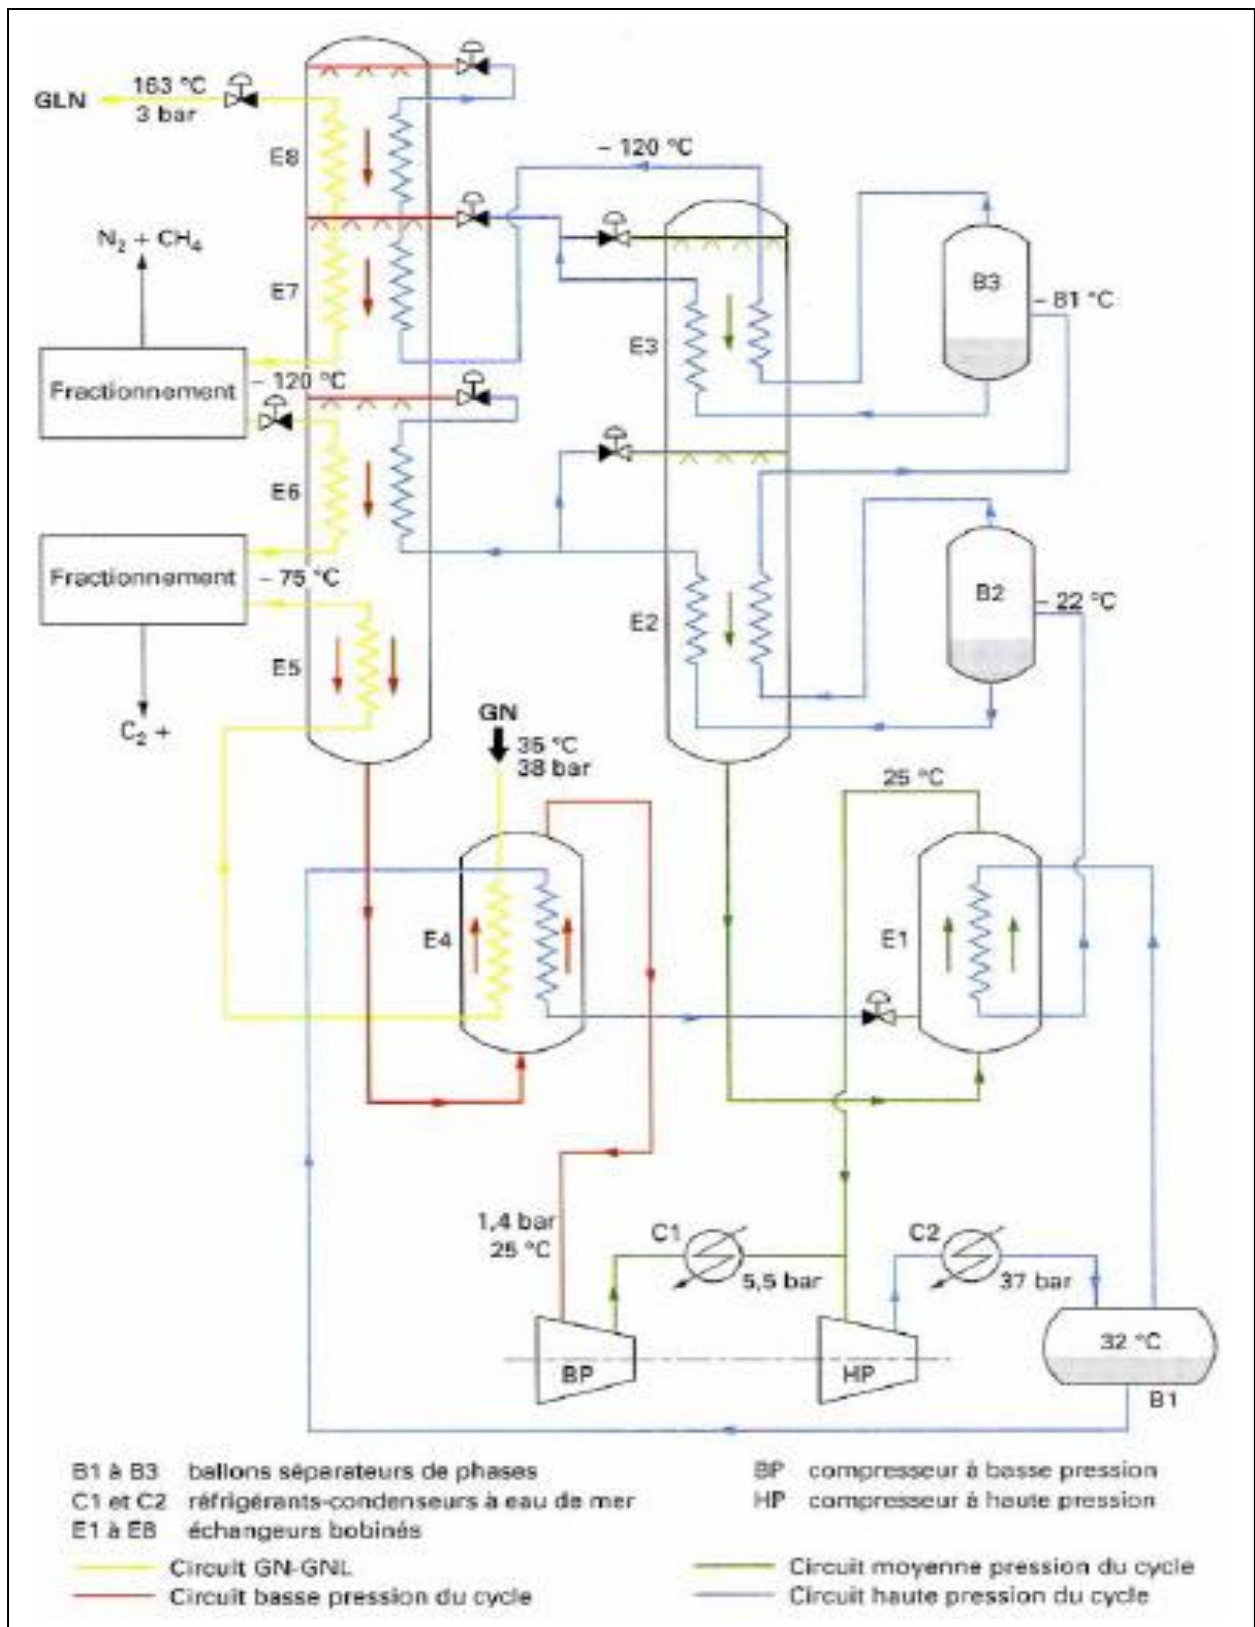 163 °C
GLN
3 bar
E8
– 120 °C
N₂ + CH₄
B3
– 81 °C
E7
E3
Fractionnement
– 120 °C
E6
Fractionnement
– 75 °C
B2
– 22 °C
E2
E5
C₂ +
GN
35 °C
38 bar
25 °C
E4
E1
1,4 bar
25 °C
C1
5,5 bar
C2
37 bar
32 °C
BP
HP
B1
B1 à B3 ballons séparateurs de phases
BP compresseur à basse pression
C1 et C2 réfrigérants-condenseurs à eau de mer
HP compresseur à haute pression
E1 à E8 échangeurs bobinés
Circuit GN-GNL
Circuit moyenne pression du cycle
Circuit basse pression du cycle
Circuit haute pression du cycle